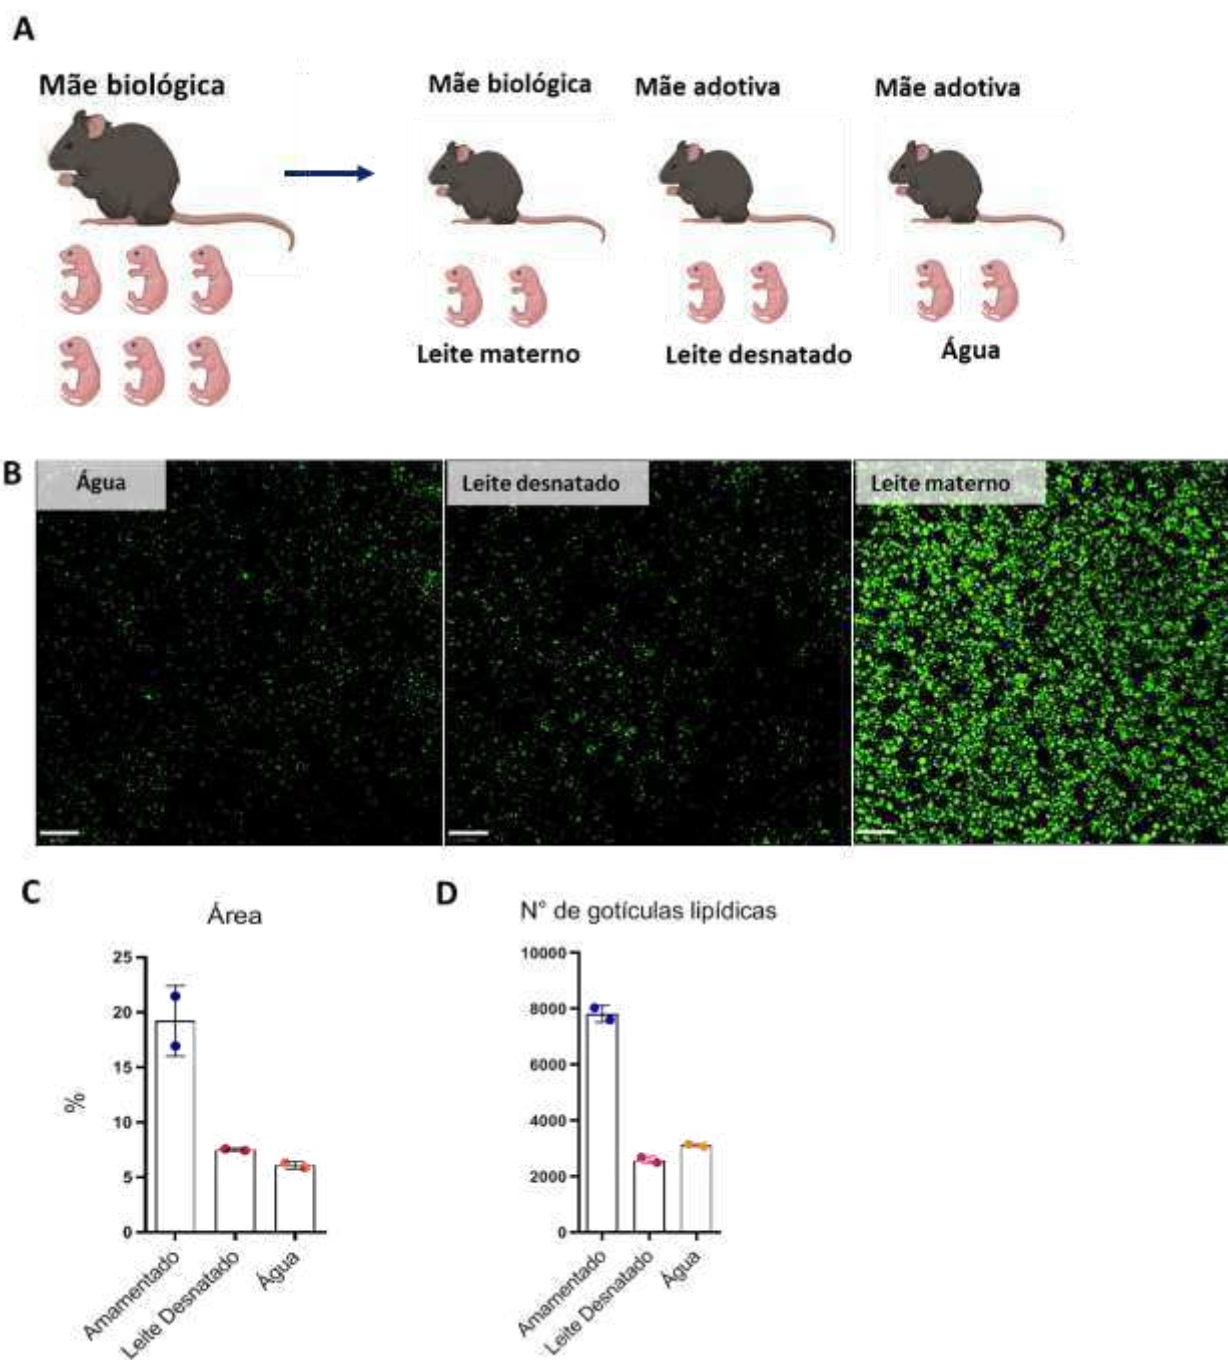 A
Mãe biológica
Mãe biológica
Mãe adotiva
Mãe adotiva
Leite materno
Leite desnatado
Água
B
Água
Leite desnatado
Leite materno
C
Área
25
20
15
10
5
0
%
Amamentado
Leite Desnatado
Água
D
N° de gotículas lipídicas
10000
8000
6000
4000
2000
0
Amamentado
Leite Desnatado
Água